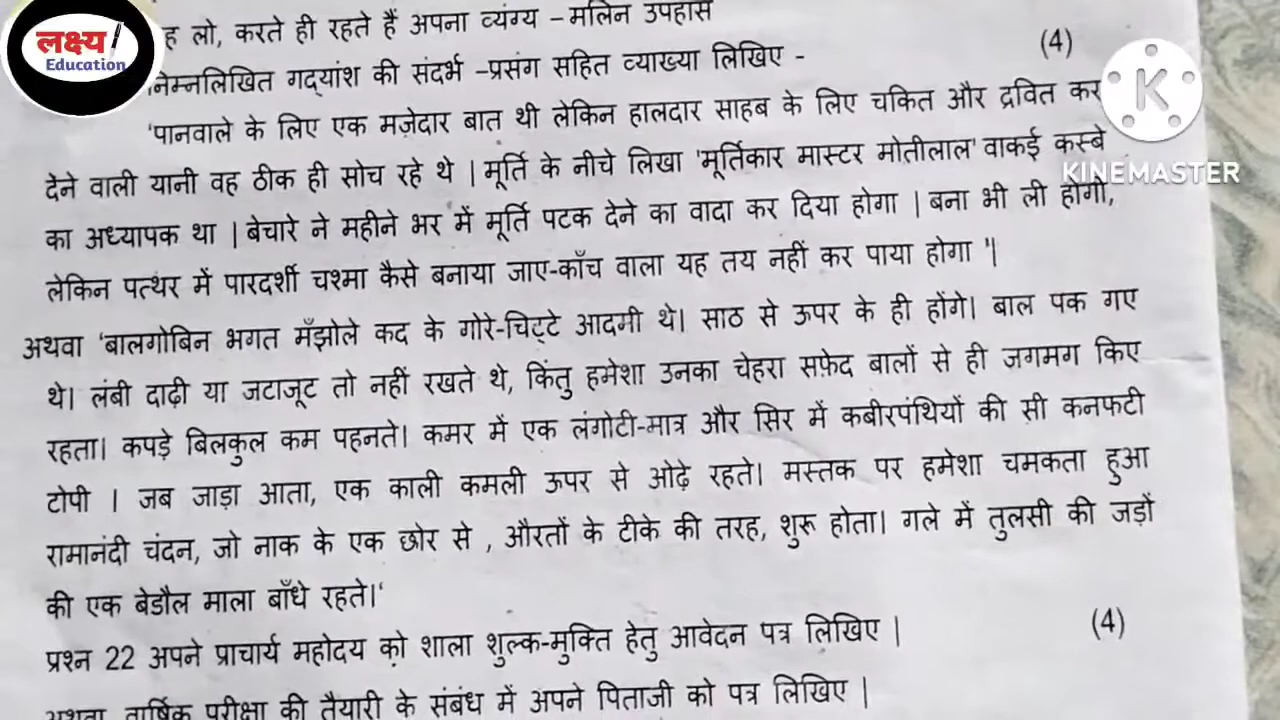 लो, करते ही रहते हैं अपना व्यंग्य –मलिन उपहास
लक्ष्य
Education
(4)
निम्नलिखित गद्यांश की संदर्भ –प्रसंग सहित व्याख्या लिखिए -
'पानवाले के लिए एक मज़ेदार बात थी लेकिन हालदार साहब के लिए चकित और द्रवित कर
K
KINEMASTER
देने वाली यानी वह ठीक ही सोच रहे थे | मूर्ति के नीचे लिखा 'मूर्तिकार मास्टर मोतीलाल' वाकई कस्बे
का अध्यापक था | बेचारे ने महीने भर में मूर्ति पटक देने का वादा कर दिया होगा | बना भी ली होगी,
लेकिन पत्थर में पारदर्शी चश्मा कैसे बनाया जाए-काँच वाला यह तय नहीं कर पाया होगा '|
अथवा 'बालगोबिन भगत मँझोले कद के गोरे-चिट्टे आदमी थे। साठ से ऊपर के ही होंगे। बाल पक गए
थे। लंबी दाढ़ी या जटाजूट तो नहीं रखते थे, किंतु हमेशा उनका चेहरा सफ़ेद बालों से ही जगमग किए
रहता। कपड़े बिलकुल कम पहनते। कमर में एक लंगोटी-मात्र और सिर में कबीरपंथियों की सी कनफटी
टोपी । जब जाड़ा आता, एक काली कमली ऊपर से ओढ़े रहते। मस्तक पर हमेशा चमकता हुआ
रामानंदी चंदन, जो नाक के एक छोर से , औरतों के टीके की तरह, शुरू होता। गले में तुलसी की जड़ों
की एक बेडौल माला बाँधे रहते।'
प्रश्न 22 अपने प्राचार्य महोदय को शाला शुल्क-मुक्ति हेतु आवेदन पत्र लिखिए |
(4)
अथवा वार्षिक परीक्षा की तैयारी के संबंध में अपने पिताजी को पत्र लिखिए |